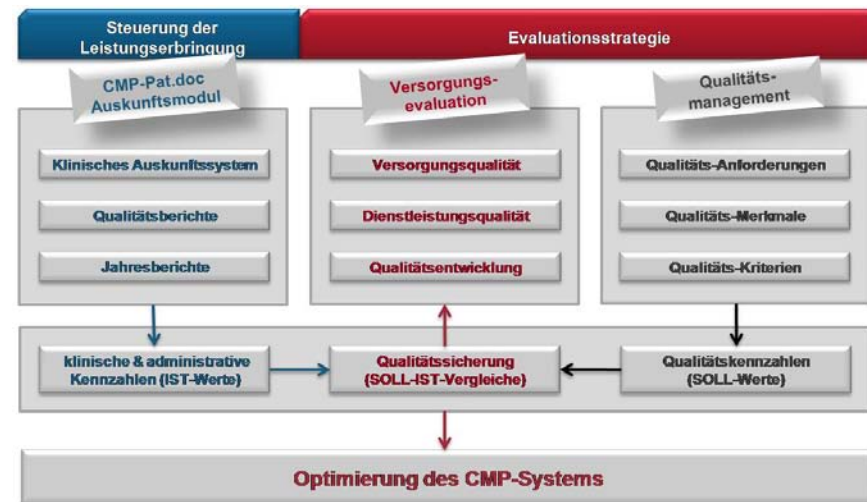 Steuerung der
Leistungserbringung
Evaluationsstrategie
CMP-Pat.doc
Auskunftsmodul
Versorgungs-
evaluation
Qualitäts-
management
Klinisches Auskunftssystem
Qualitätsberichte
Jahresberichte
Versorgungsqualität
Dienstleistungsqualität
Qualitätsentwicklung
Qualitäts-Anforderungen
Qualitäts-Merkmale
Qualitäts-Kriterien
klinische & administrative
Kennzahlen (IST-Werte)
Qualitätssicherung
(SOLL-IST-Vergleiche)
Qualitätskennzahlen
(SOLL-Werte)
Optimierung des CMP-Systems